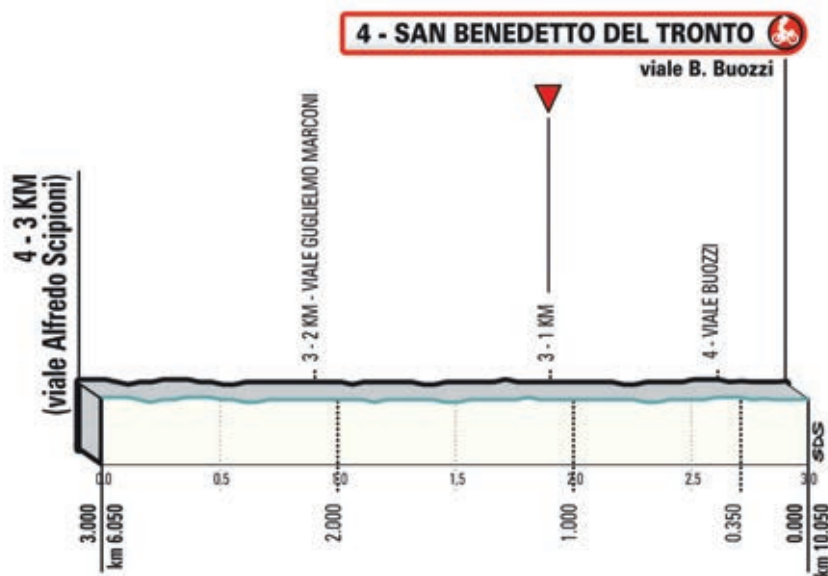 4 - SAN BENEDETTO DEL TRONTO
viale B. Buozzi
4 - 3 KM
(viale Alfredo Scipioni)
3 - 2 KM - VIALE GUGLIELMO MARCONI
3 - 1 KM
4 - VIALE BUOZZI
SDS
0.0 0.5 1.5 2.0 2.5 3.0
3.000 2.000 1.000 0.350 0.000
km 6.050 km 10.050